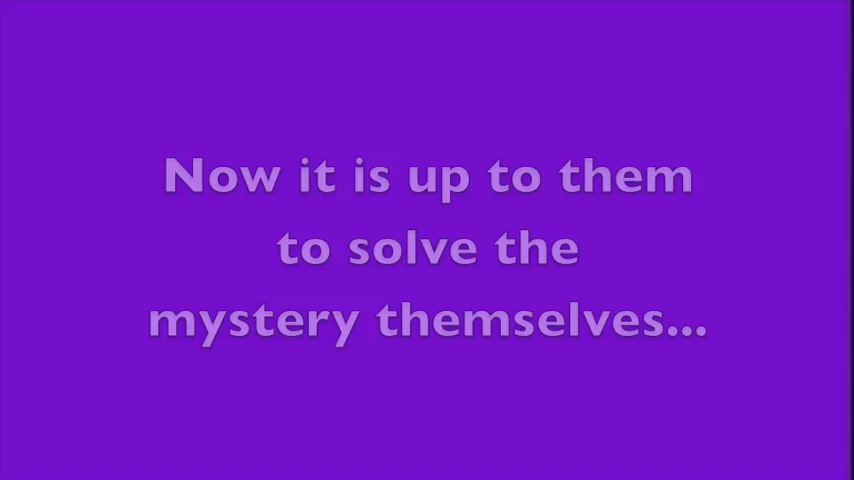 Now it is up to them
to solve the
mystery themselves...